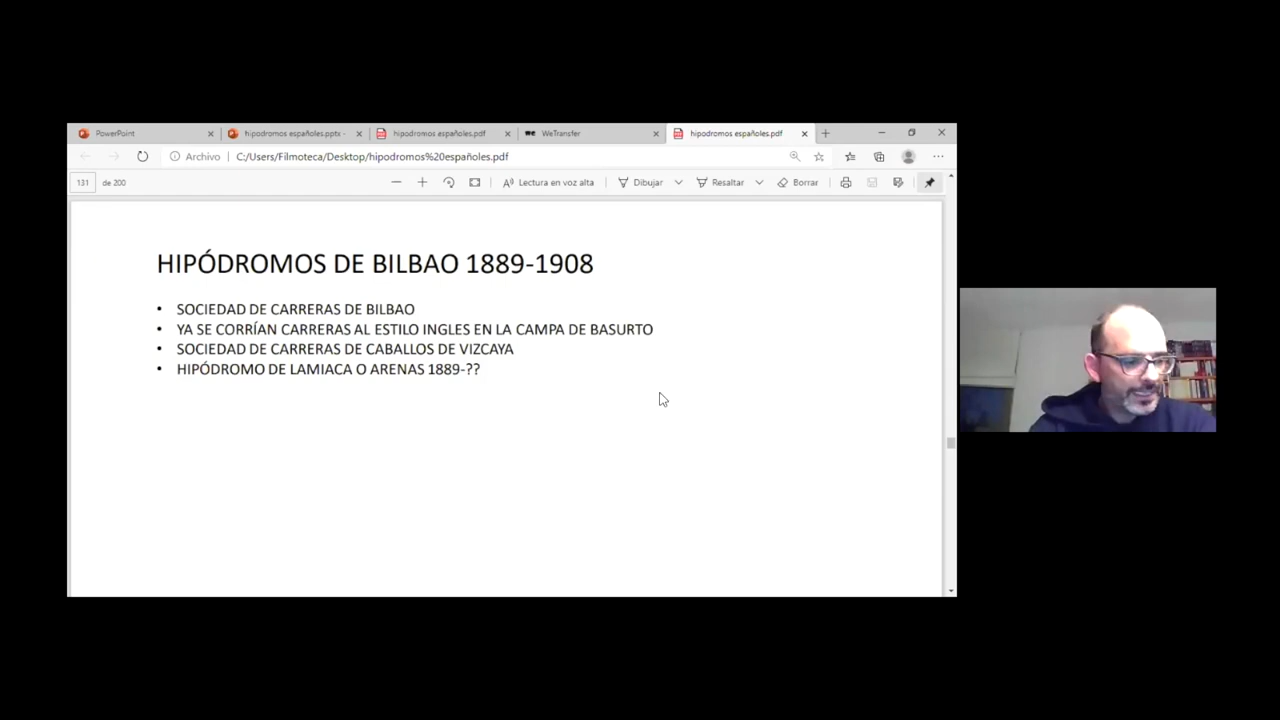 PowerPoint
hipodromos españoles.pptx -
hipodromos españoles.pdf
WeTransfer
hipodromos españoles.pdf
Archivo
C:/Users/Filmoteca/Desktop/hipodromos%20españoles.pdf
131 de 200
Lectura en voz alta
Dibujar
Resaltar
Borrar
HIPÓDROMOS DE BILBAO 1889-1908
• SOCIEDAD DE CARRERAS DE BILBAO
• YA SE CORRÍAN CARRERAS AL ESTILO INGLES EN LA CAMPA DE BASURTO
• SOCIEDAD DE CARRERAS DE CABALLOS DE VIZCAYA
• HIPÓDROMO DE LAMIACA O ARENAS 1889-??